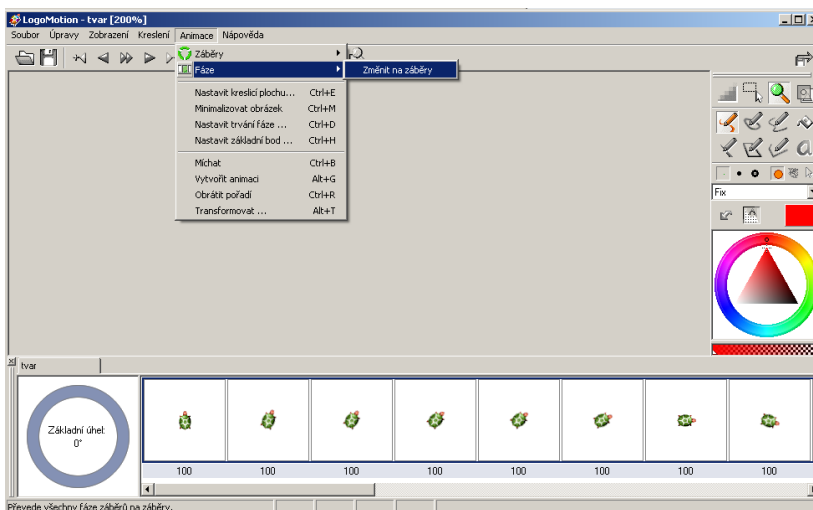 LogoMotion - tvar [200%]
Soubor Úpravy Zobrazení Kreslení Animace Nápověda
Záběry
Fáze
Změnit na záběry
Nastavit kreslicí plochu... Ctrl+E
Minimalizovat obrázek Ctrl+M
Nastavit trvání fáze ... Ctrl+D
Nastavit základní bod ... Ctrl+H
Míchat Ctrl+B
Vytvořit animaci Alt+G
Obrátit pořadí Ctrl+R
Transformovat ... Alt+T
Fix
tvar
Základní úhel:
0°
100 100 100 100 100 100 100 100
Převede všechny fáze záběrů na záběry.